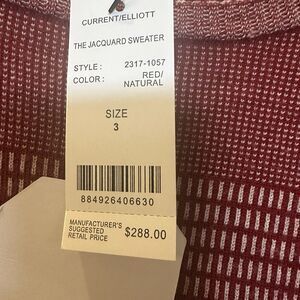 CURRENT/ELLIOTT
THE JACQUARD SWEATER
STYLE : 2317-1057
COLOR : RED/
NATURAL
SIZE
3
884926406630
MANUFACTURER'S
SUGGESTED
RETAIL PRICE $288.00